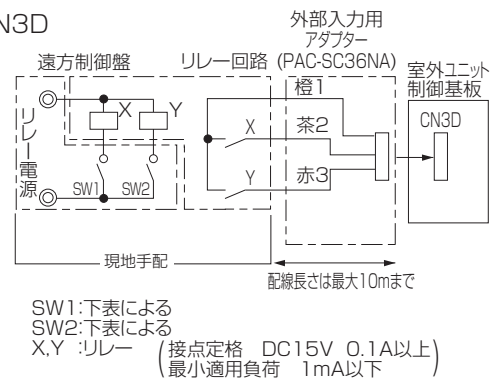 CN3D
外部入力用
アダプター
(PAC-SC36NA)
遠方制御盤
リレー回路
室外ユニット
制御基板
橙1
CN3D
X
Y
X
茶2
リレー電源
SW1
SW2
Y
赤3
現地手配
配線長さは最大10mまで
SW1:下表による
SW2:下表による
X,Y :リレー (接点定格 DC15V 0.1A以上
最小適用負荷 1mA以下)